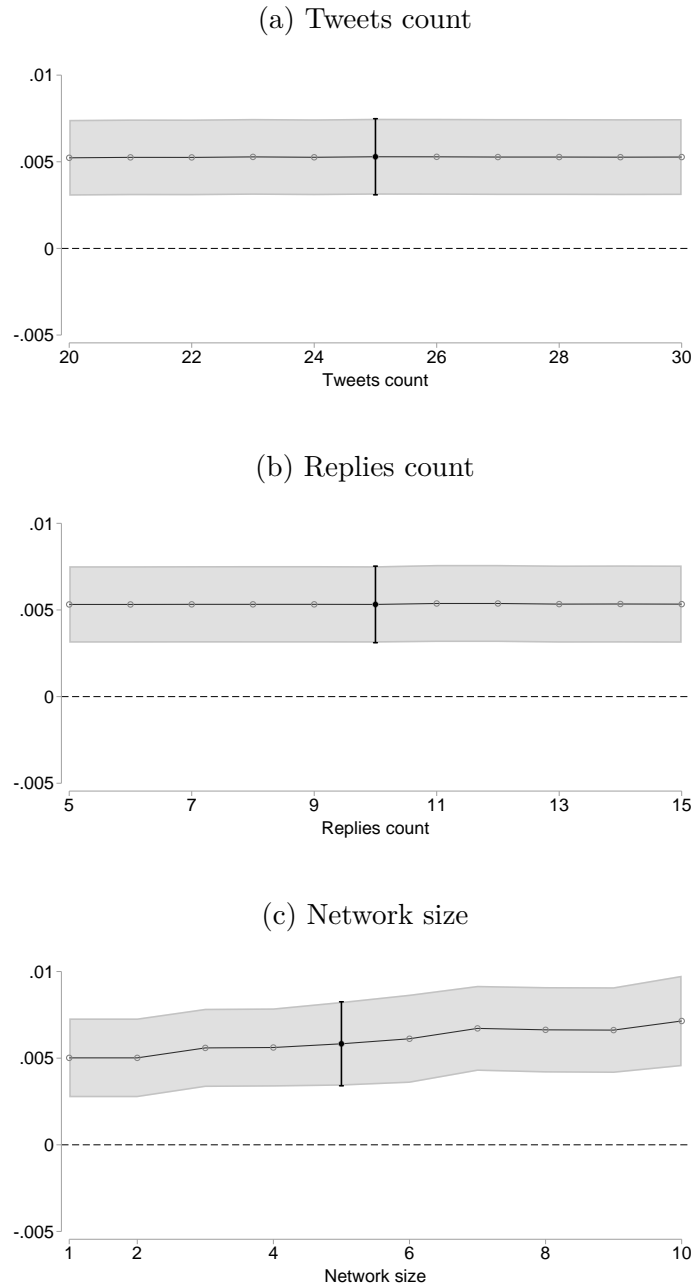 (a) Tweets count
.01
.005
0
-.005
20 22 24 26 28 30
Tweets count
(b) Replies count
.01
.005
0
-.005
5 7 9 11 13 15
Replies count
(c) Network size
.01
.005
0
-.005
1 2 4 6 8 10
Network size